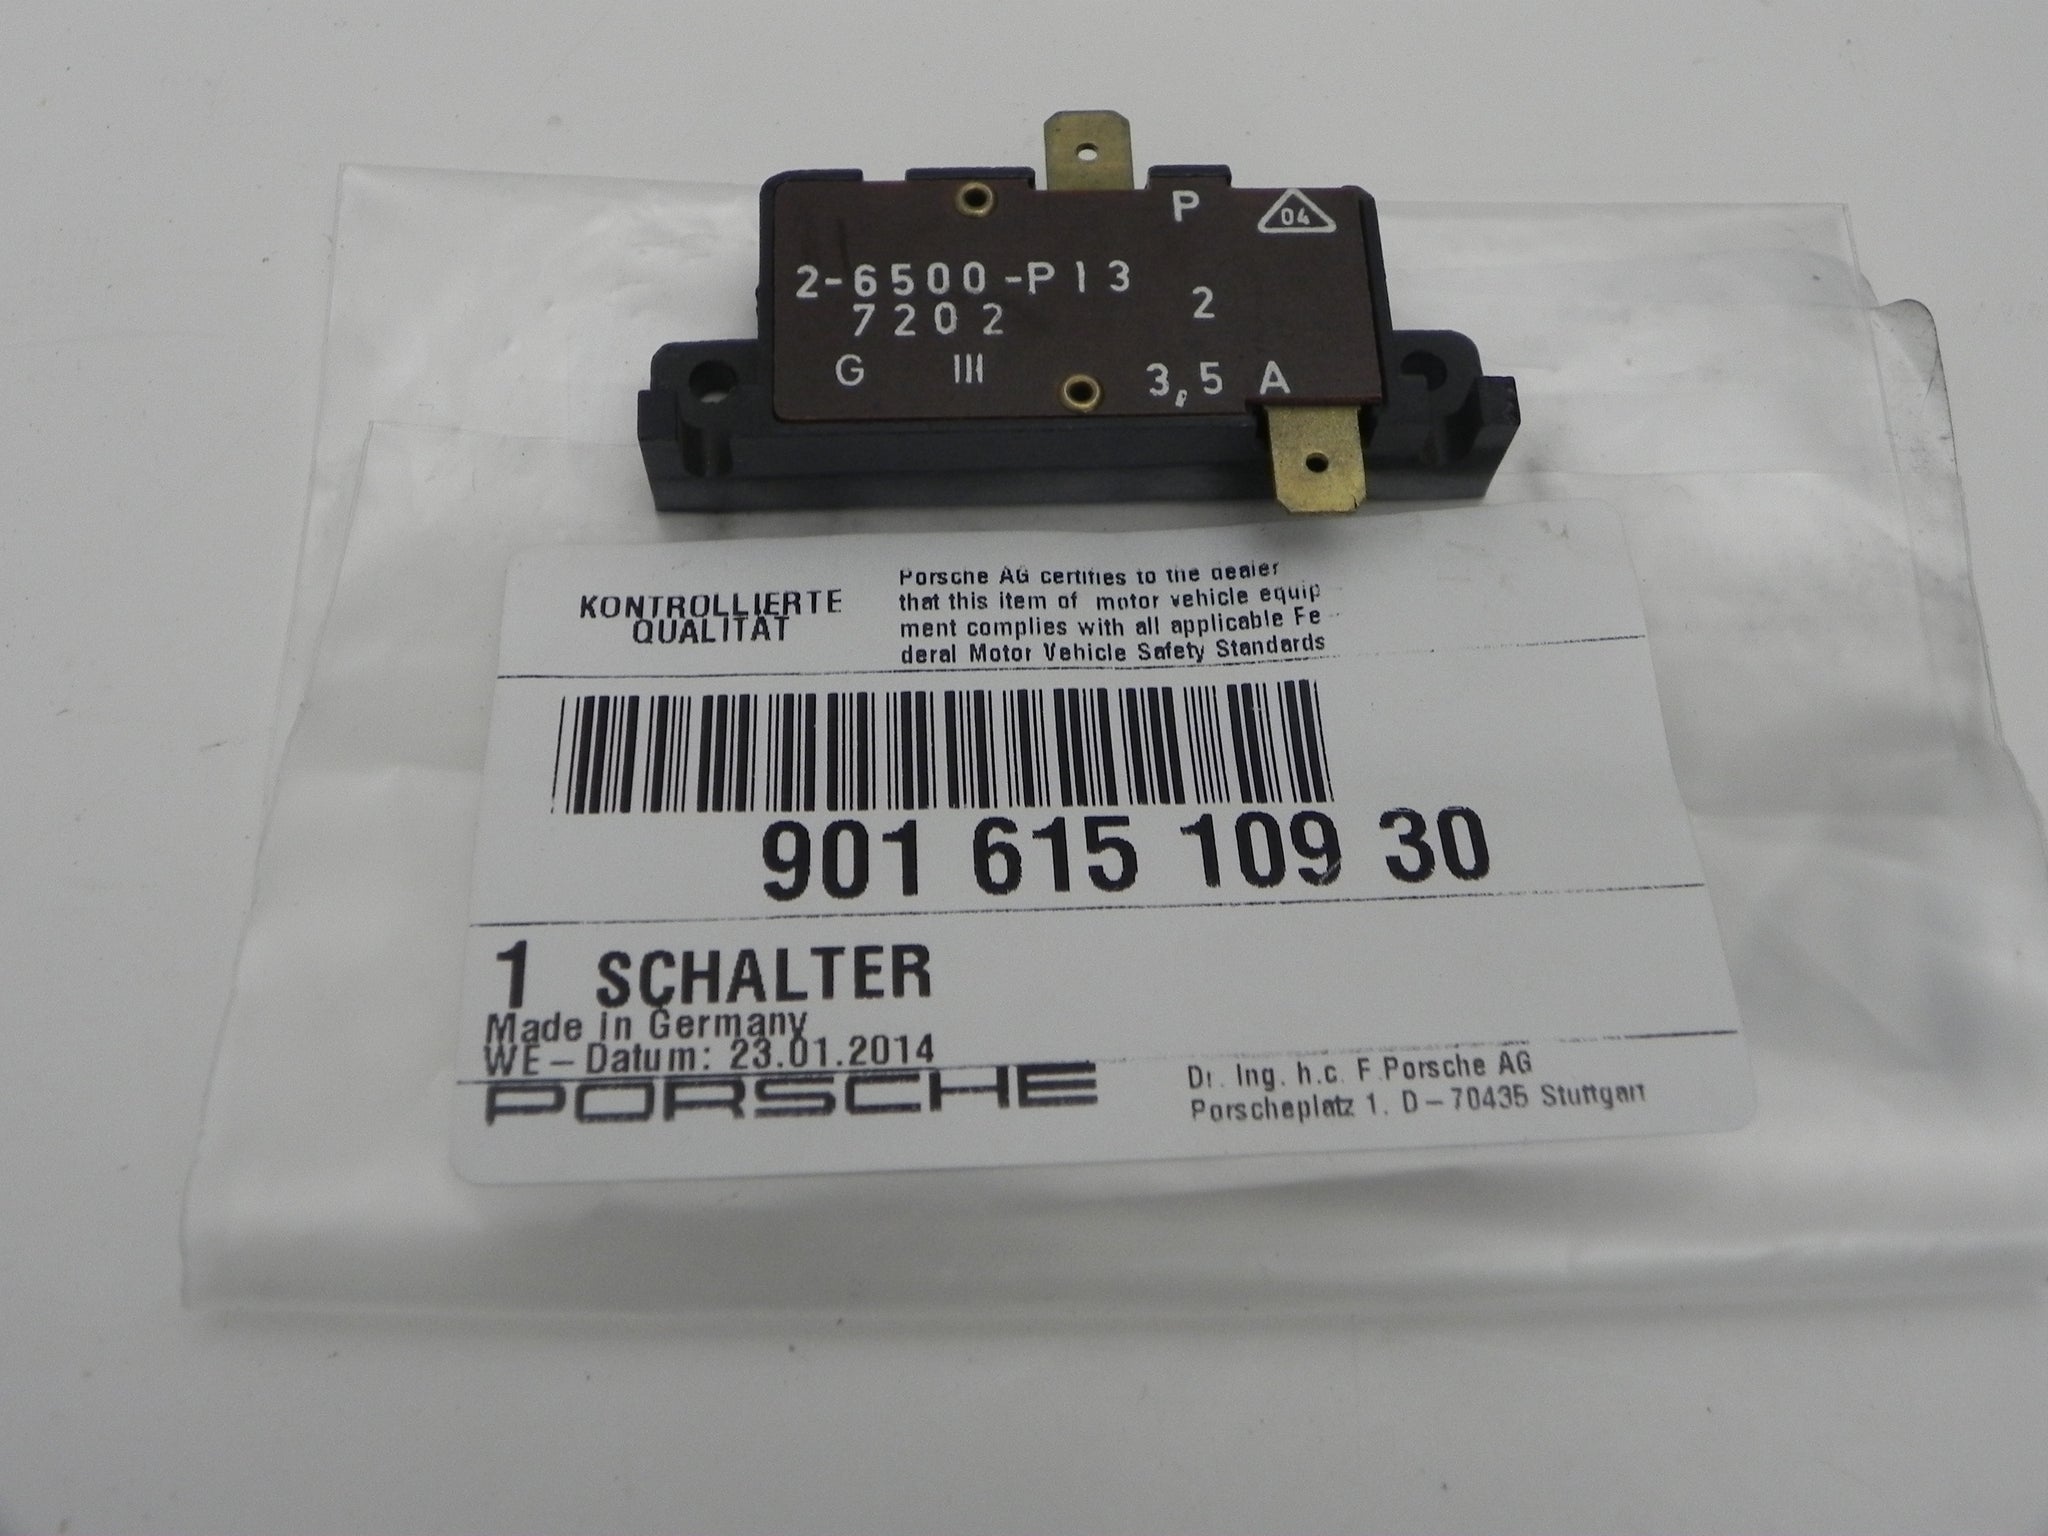 P
04
2-6500-P13
2
7202
G III
3,5 A
KONTROLLIERTE
QUALITÄT
Porsche AG certifies to the dealer
that this item of motor vehicle equip
ment complies with all applicable Fe-
deral Motor Vehicle Safety Standards
901 615 109 30
1 SCHALTER
Made in Germany
WE-Datum: 23.01.2014
PORSCHE
Dr. Ing. h.c. F.Porsche AG
Porscheplatz 1. D-70435 Stuttgart